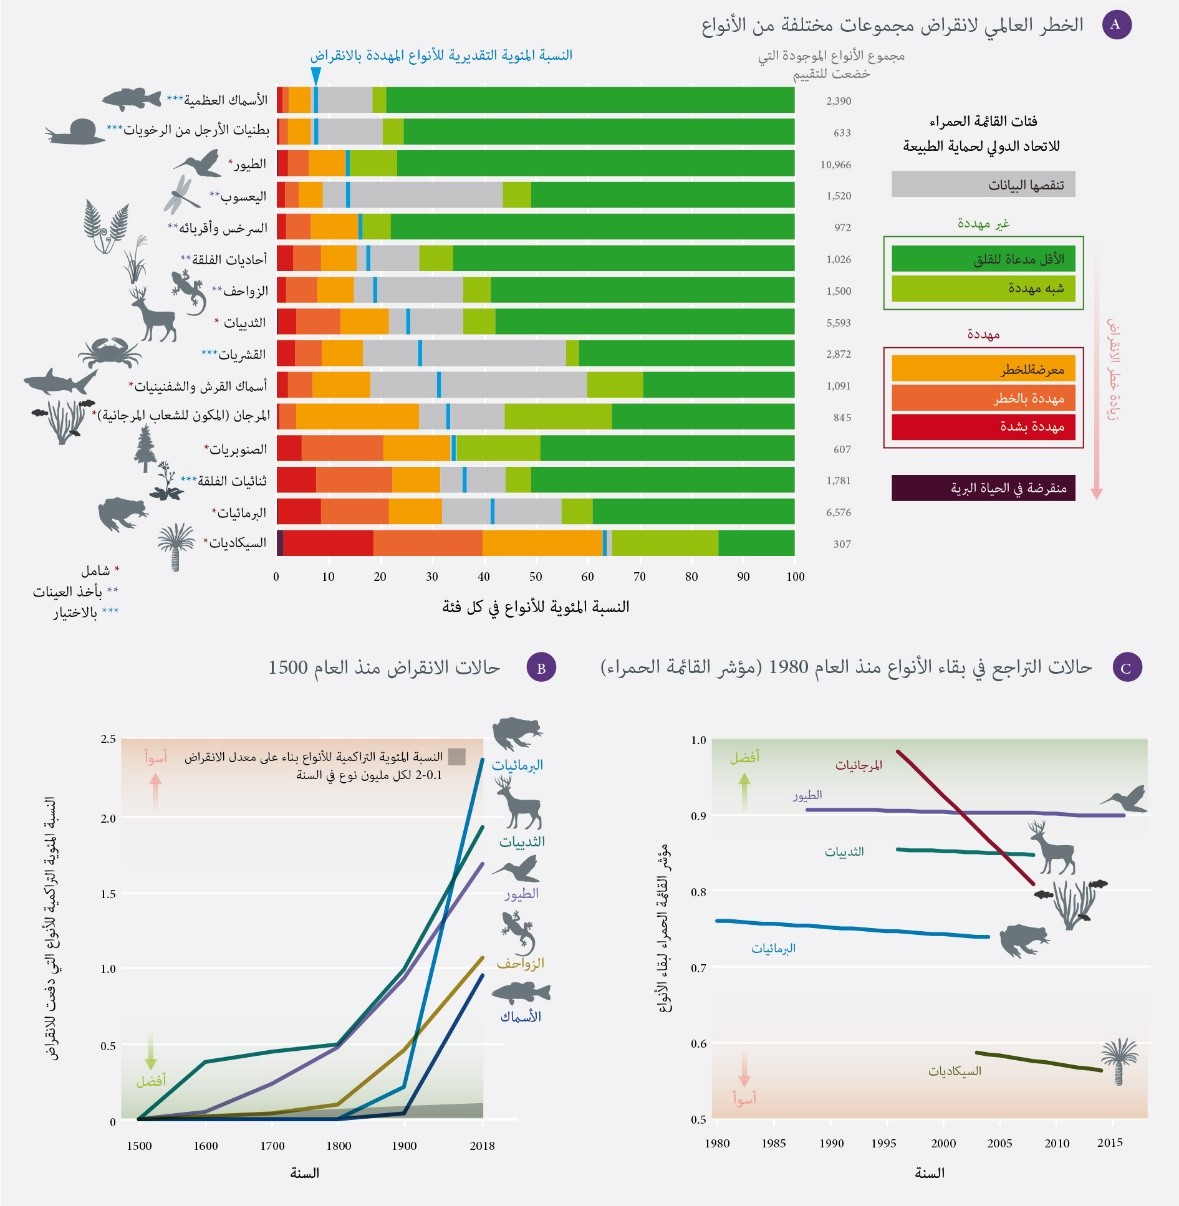 A الخطر العالمي لانقراض مجموعات مختلفة من الأنواع
النسبة المئوية التقديرية للأنواع المهددة بالانقراض
مجموع الأنواع الموجودة التي
خضعت للتقييم
الأسماك العظمية*** 2,390
بطنيات الأرجل من الرخويات*** 633
الطيور* 10,966
اليعسوب** 1,520
السرخس وأقربائه** 972
أحاديات الفلقة** 1,026
الزواحف** 1,500
الثدييات * 5,593
القشريات*** 2,872
أسماك القرش والشفنينيات* 1,091
المرجان (المكون للشعاب المرجانية)* 845
الصنوبريات* 607
ثنائيات الفلقة*** 1,781
البرمائيات* 6,576
السيكاديات* 307
0 10 20 30 40 50 60 70 80 90 100
النسبة المئوية للأنواع في كل فئة
* شامل
** بأخذ العينات
*** بالاختيار
فئات القائمة الحمراء
للاتحاد الدولي لحماية الطبيعة
تنقصها البيانات
غير مهددة
الأقل مدعاة للقلق
شبه مهددة
مهددة
معرضةللخطر
مهددة بالخطر
مهددة بشدة
منقرضة في الحياة البرية
زيادة خطر الانقراض
B حالات الانقراض منذ العام 1500
النسبة المئوية التراكمية للأنواع التي دفعت للانقراض
2.5
2.0
1.5
1.0
0.5
0
أسوأ
النسبة المئوية التراكمية للأنواع بناء على معدل الانقراض
0.1-2 لكل مليون نوع في السنة
أفضل
البرمائيات
الثدييات
الطيور
الزواحف
الأسماك
1500 1600 1700 1800 1900 2018
السنة
C حالات التراجع في بقاء الأنواع منذ العام 1980 (مؤشر القائمة الحمراء)
مؤشر القائمة الحمراء لبقاء الأنواع
1.0
0.9
0.8
0.7
0.6
0.5
أفضل
المرجانيات
الطيور
الثدييات
البرمائيات
السيكاديات
أسوأ
1980 1985 1990 1995 2000 2005 2010 2015
السنة